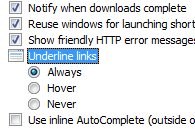 Notify when downloads complete
Reuse windows for launching short
Show friendly HTTP error messages
Underline links
Always
Hover
Never
Use inline AutoComplete (outside o